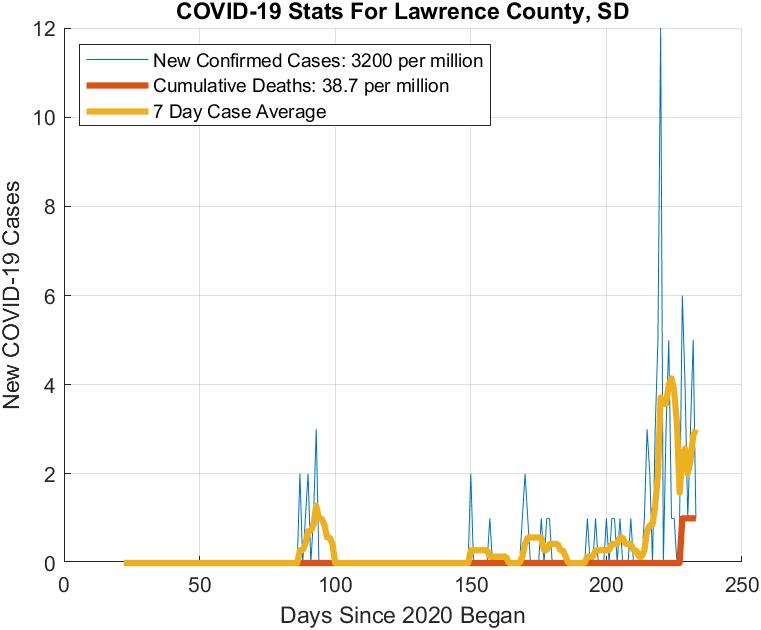 COVID-19 Stats For Lawrence County, SD
New Confirmed Cases: 3200 per million
Cumulative Deaths: 38.7 per million
7 Day Case Average
New COVID-19 Cases
12
10
8
6
4
2
0
0 50 100 150 200 250
Days Since 2020 Began